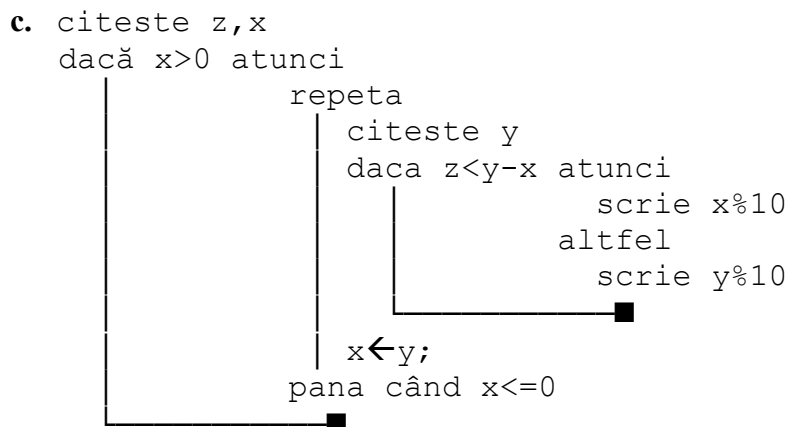 c. citeste z,x
dacă x>0 atunci
repeta
citeste y
daca z<y-x atunci
scrie x%10
altfel
scrie y%10
x←y;
pana când x<=0